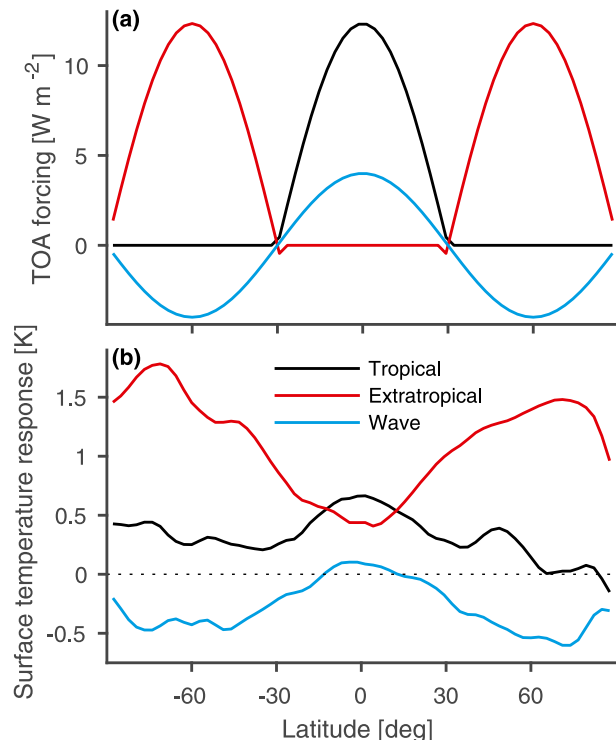 (a)
TOA forcing [W m⁻²]
10
5
0
(b)
Surface temperature response [K]
1.5
1
0.5
0
-0.5
Tropical
Extratropical
Wave
-60
-30
0
30
60
Latitude [deg]